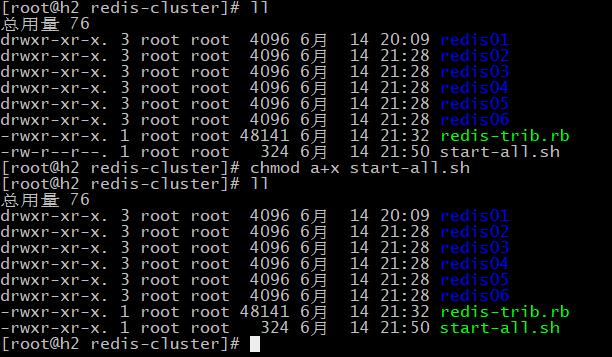 [root@h2 redis-cluster]# ll
总用量 76
drwxr-xr-x. 3 root root  4096 6月  14 20:09 redis01
drwxr-xr-x. 3 root root  4096 6月  14 21:28 redis02
drwxr-xr-x. 3 root root  4096 6月  14 21:28 redis03
drwxr-xr-x. 3 root root  4096 6月  14 21:28 redis04
drwxr-xr-x. 3 root root  4096 6月  14 21:28 redis05
drwxr-xr-x. 3 root root  4096 6月  14 21:28 redis06
-rwxr-xr-x. 1 root root 48141 6月  14 21:32 redis-trib.rb
-rw-r--r--. 1 root root   324 6月  14 21:50 start-all.sh
[root@h2 redis-cluster]# chmod a+x start-all.sh
[root@h2 redis-cluster]# ll
总用量 76
drwxr-xr-x. 3 root root  4096 6月  14 20:09 redis01
drwxr-xr-x. 3 root root  4096 6月  14 21:28 redis02
drwxr-xr-x. 3 root root  4096 6月  14 21:28 redis03
drwxr-xr-x. 3 root root  4096 6月  14 21:28 redis04
drwxr-xr-x. 3 root root  4096 6月  14 21:28 redis05
drwxr-xr-x. 3 root root  4096 6月  14 21:28 redis06
-rwxr-xr-x. 1 root root 48141 6月  14 21:32 redis-trib.rb
-rwxr-xr-x. 1 root root   324 6月  14 21:50 start-all.sh
[root@h2 redis-cluster]#